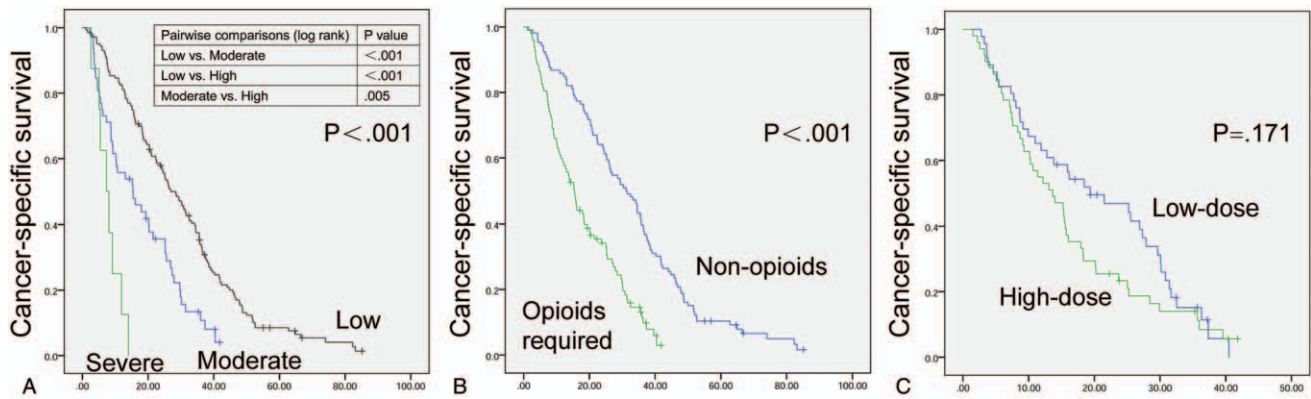 Cancer-specific survival
1.0
0.8
0.6
0.4
0.2
0.0
Pairwise comparisons (log rank) P value
Low vs. Moderate <.001
Low vs. High <.001
Moderate vs. High .005
P<.001
Low
Severe
Moderate
.00 20.00 40.00 60.00 80.00 100.00
A
Cancer-specific survival
1.0
0.8
0.6
0.4
0.2
0.0
P<.001
Non-opioids
Opioids
required
.00 20.00 40.00 60.00 80.00 100.00
B
Cancer-specific survival
1.0
0.8
0.6
0.4
0.2
0.0
P=.171
Low-dose
High-dose
.00 10.00 20.00 30.00 40.00 50.00
C